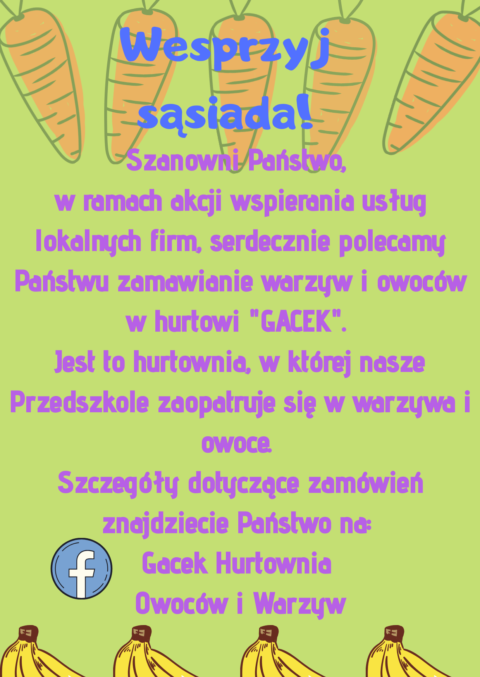 Wesprzyj
sąsiada!
Szanowni Państwo,
w ramach akcji wspierania usług
lokalnych firm, serdecznie polecamy
Państwu zamawianie warzyw i owoców
w hurtowi "GACEK".
Jest to hurtownia, w której nasze
Przedszkole zaopatruje się w warzywa i
owoce.
Szczegóły dotyczące zamówień
znajdziecie Państwo na:
Gacek Hurtownia
Owoców i Warzyw